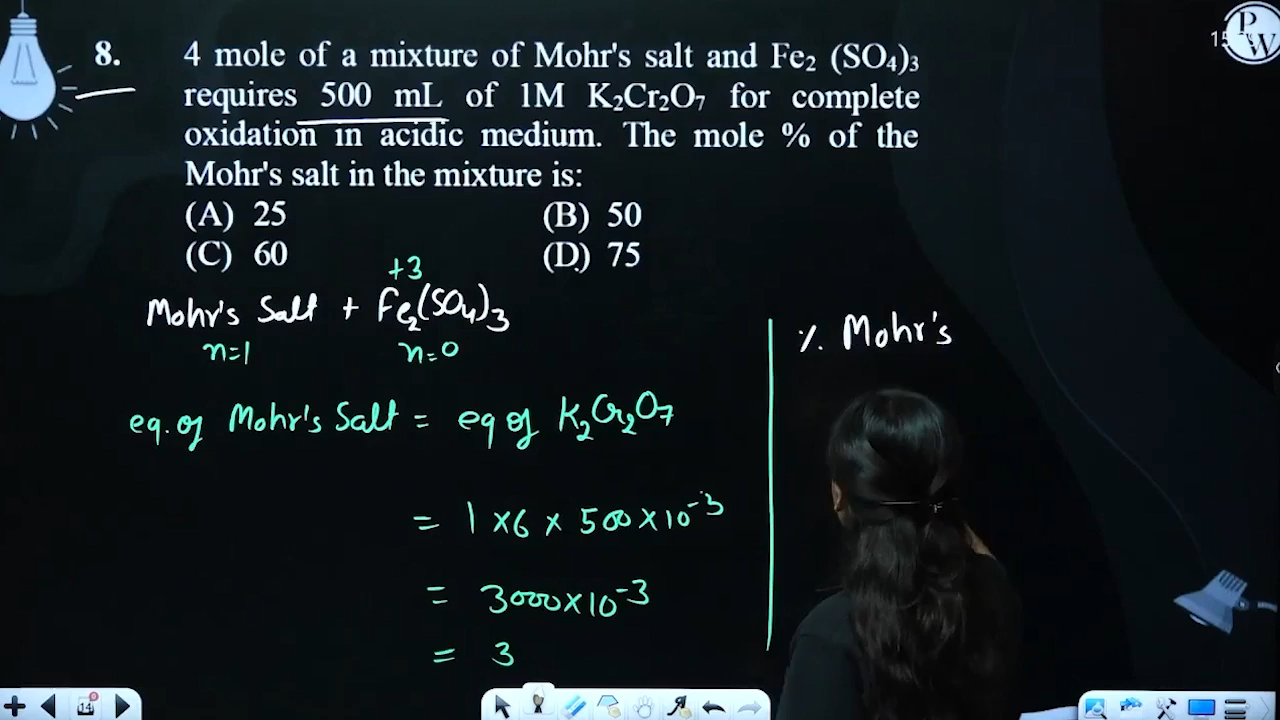 8. 4 mole of a mixture of Mohr's salt and Fe₂ (SO₄)₃
requires 500 mL of 1M K₂Cr₂O₇ for complete
oxidation in acidic medium. The mole % of the
Mohr's salt in the mixture is:
(A) 25 (B) 50
(C) 60 (D) 75
+3
Mohr's Salt + Fe₂(SO₄)₃
n=1 n=0
eq. of Mohr's Salt = eq of K₂Cr₂O₇
= 1 × 6 × 500 × 10⁻³
= 3000 × 10⁻³
= 3
% Mohr's
PW
14